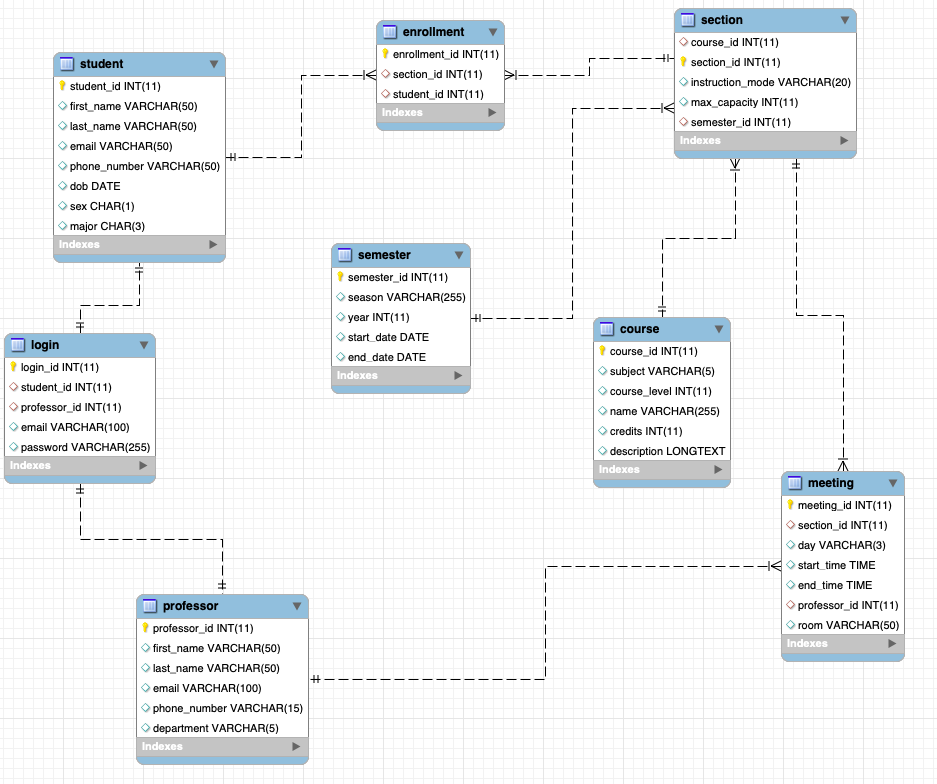 student
student_id INT(11)
first_name VARCHAR(50)
last_name VARCHAR(50)
email VARCHAR(50)
phone_number VARCHAR(50)
dob DATE
sex CHAR(1)
major CHAR(3)
Indexes
enrollment
enrollment_id INT(11)
section_id INT(11)
student_id INT(11)
Indexes
section
course_id INT(11)
section_id INT(11)
instruction_mode VARCHAR(20)
max_capacity INT(11)
semester_id INT(11)
Indexes
semester
semester_id INT(11)
season VARCHAR(255)
year INT(11)
start_date DATE
end_date DATE
Indexes
login
login_id INT(11)
student_id INT(11)
professor_id INT(11)
email VARCHAR(100)
password VARCHAR(255)
Indexes
course
course_id INT(11)
subject VARCHAR(5)
course_level INT(11)
name VARCHAR(255)
credits INT(11)
description LONGTEXT
Indexes
meeting
meeting_id INT(11)
section_id INT(11)
day VARCHAR(3)
start_time TIME
end_time TIME
professor_id INT(11)
room VARCHAR(50)
Indexes
professor
professor_id INT(11)
first_name VARCHAR(50)
last_name VARCHAR(50)
email VARCHAR(100)
phone_number VARCHAR(15)
department VARCHAR(5)
Indexes